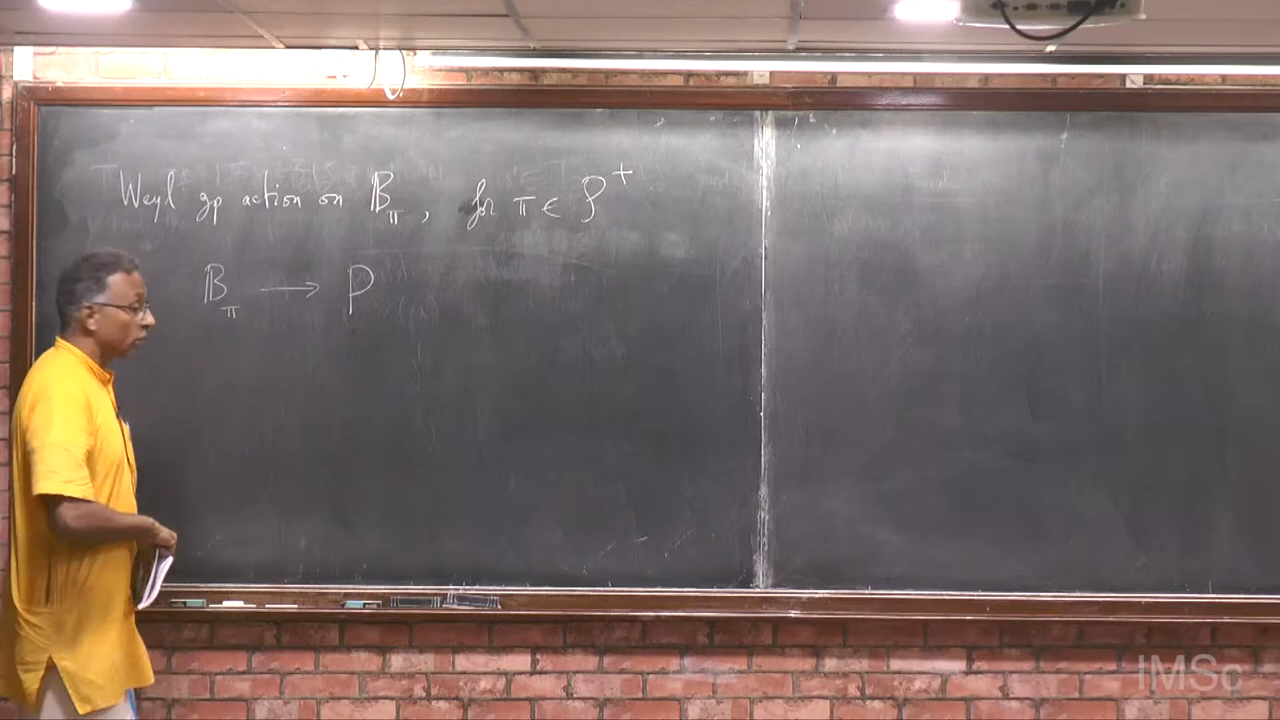 Weyl gp action on 𝔹_π, for π ∈ 𝒫⁺
𝔹_π ⟶ P
IMSc